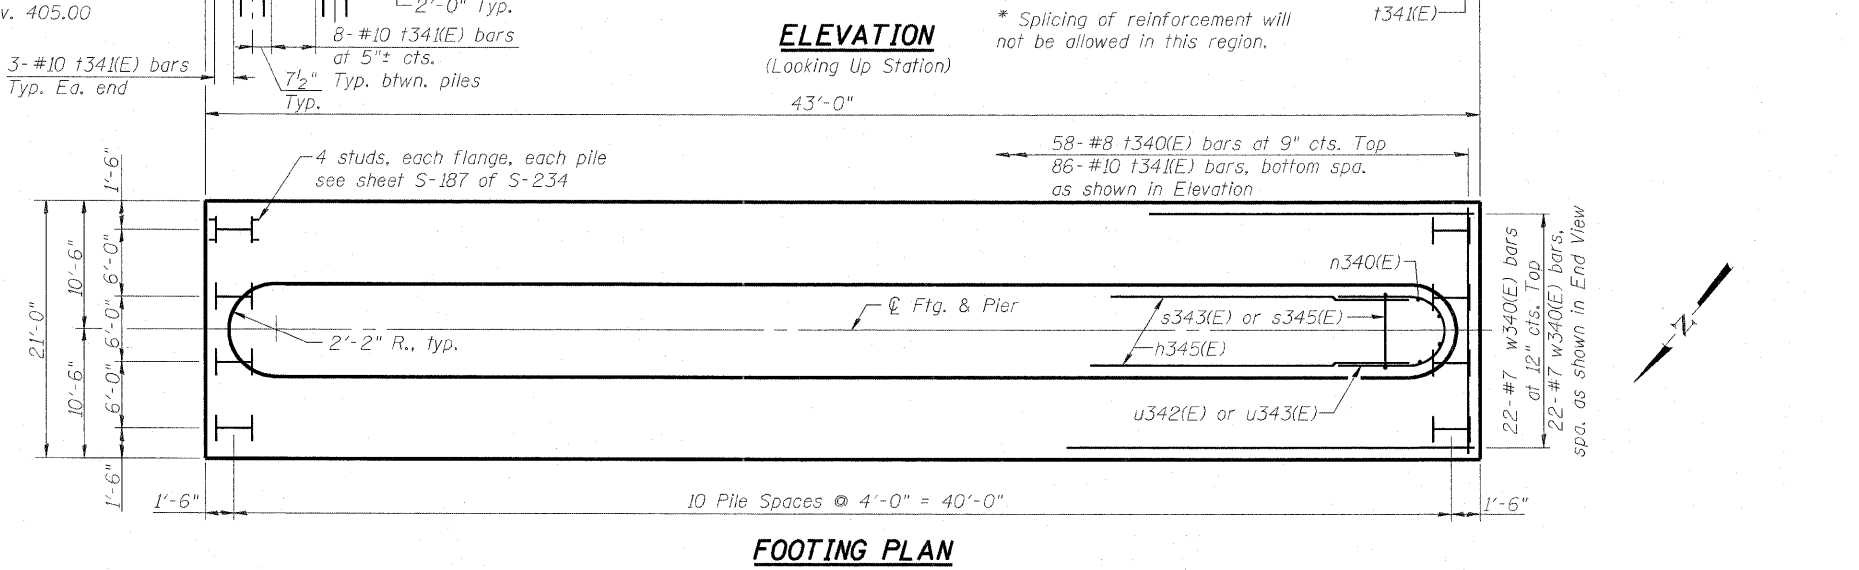 v. 405.00
2'-0" Typ.
8-#10 t341(E) bars
at 5"± cts.
Typ. btwn. piles
3-#10 t341(E) bars
Typ. Ea. end
7½"
Typ.
ELEVATION
(Looking Up Station)
* Splicing of reinforcement will
not be allowed in this region.
t341(E)
43'-0"
58-#8 t340(E) bars at 9" cts. Top
86-#10 t341(E) bars, bottom spa.
as shown in Elevation
4 studs, each flange, each pile
see sheet S-187 of S-234
1'-6"
6'-0"
6'-0"
6'-0"
1'-6"
10'-6"
10'-6"
21'-0"
n340(E)
℄ Ftg. & Pier
s343(E) or s345(E)
h345(E)
2'-2" R., typ.
u342(E) or u343(E)
22-#7 w340(E) bars
at 12" cts. Top
22-#7 w340(E) bars,
spa. as shown in End View
N
1'-6"
10 Pile Spaces @ 4'-0" = 40'-0"
1'-6"
FOOTING PLAN